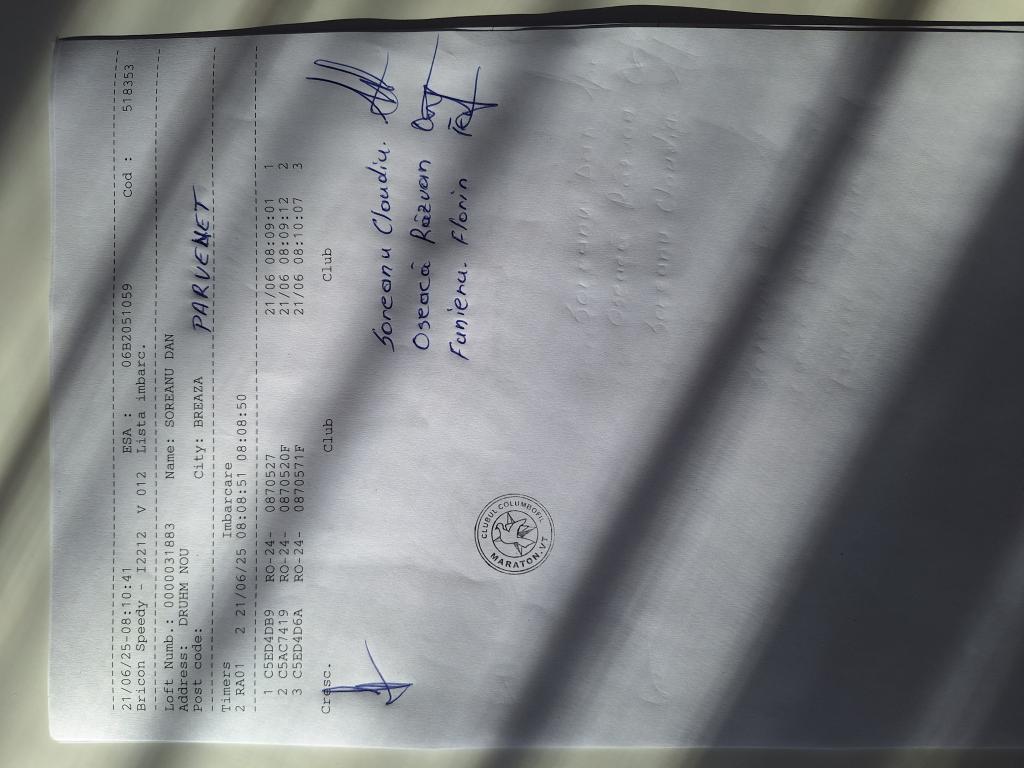 21/06/25-08:10:41 ESA : 06B2051059 Cod : 518353
Bricon Speedy - 12212 V 012 Lista imbarc.
Loft Numb.: 0000031883 Name: SOREANU DAN
Address: DRUHM NOU
Post code: City: BREAZA PARVENET
Timers Imbarcare
2 RA01 2 21/06/25 08:08:51 08:08:50
1 C5ED4DB9 RO-24- 0870527 21/06 08:09:01 1
2 C5AC7419 RO-24- 0870520F 21/06 08:09:12 2
3 C5ED4D6A RO-24- 0870571F 21/06 08:10:07 3
Cresc. Club Club
Soreanu Claudiu.
Oseacă Răzvan
Funieru. Florin
CLUBUL COLUMBOFIL
MARATON.VT